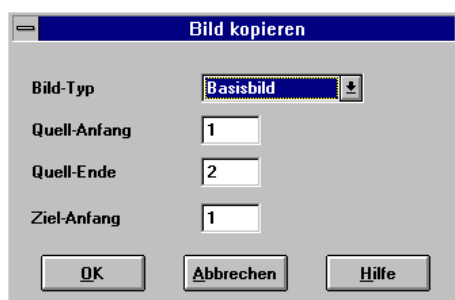 Bild kopieren
Bild-Typ Basisbild
Quell-Anfang 1
Quell-Ende 2
Ziel-Anfang 1
OK Abbrechen Hilfe